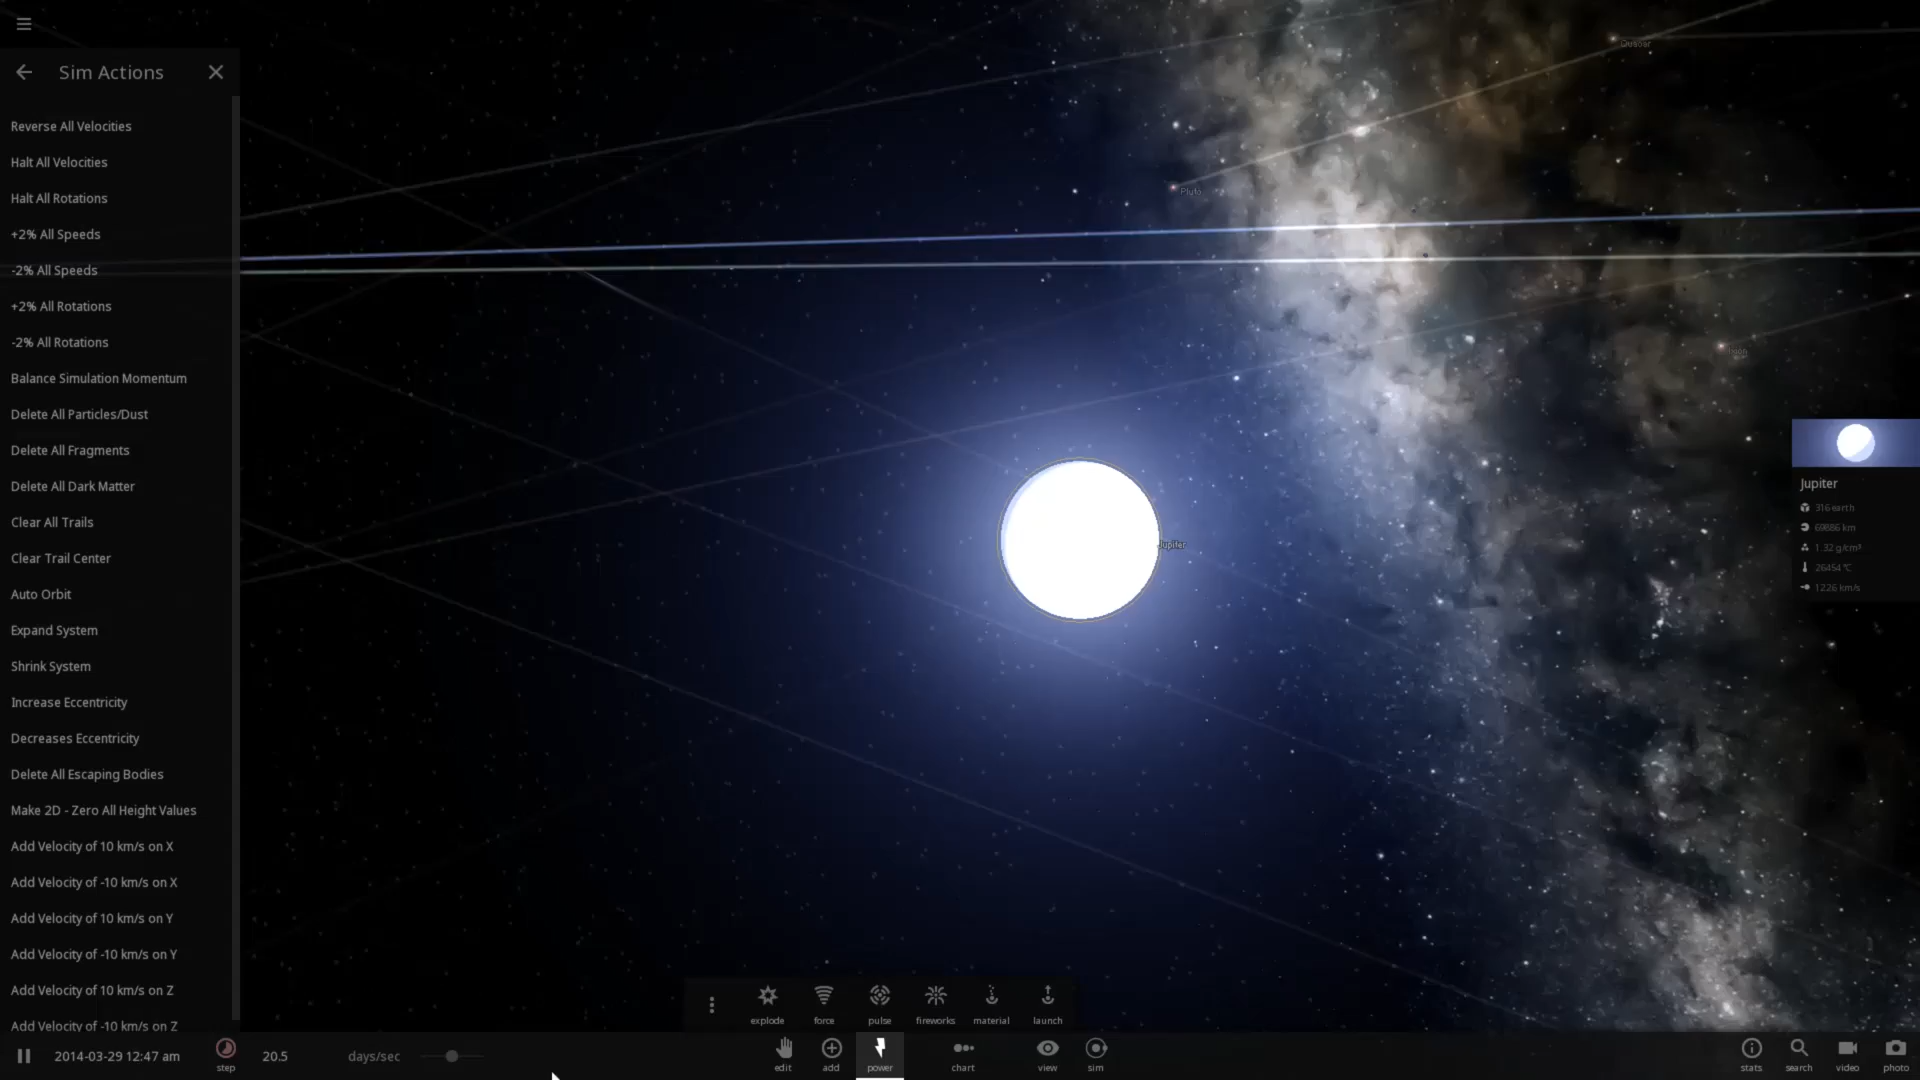 Sim Actions
Reverse All Velocities
Halt All Velocities
Halt All Rotations
+2% All Speeds
-2% All Speeds
+2% All Rotations
-2% All Rotations
Balance Simulation Momentum
Delete All Particles/Dust
Delete All Fragments
Delete All Dark Matter
Clear All Trails
Clear Trail Center
Auto Orbit
Expand System
Shrink System
Increase Eccentricity
Decreases Eccentricity
Delete All Escaping Bodies
Make 2D - Zero All Height Values
Add Velocity of 10 km/s on X
Add Velocity of -10 km/s on X
Add Velocity of 10 km/s on Y
Add Velocity of -10 km/s on Y
Add Velocity of 10 km/s on Z
Add Velocity of -10 km/s on Z
Quaoar
Pluto
Jupiter
Jupiter
316 earth
69886 km
1.32 g/cm³
26454 °C
1226 km/s
explode force pulse fireworks material launch
2014-03-29 12:47 am step 20.5 days/sec
edit add power chart view sim
stats search video photo